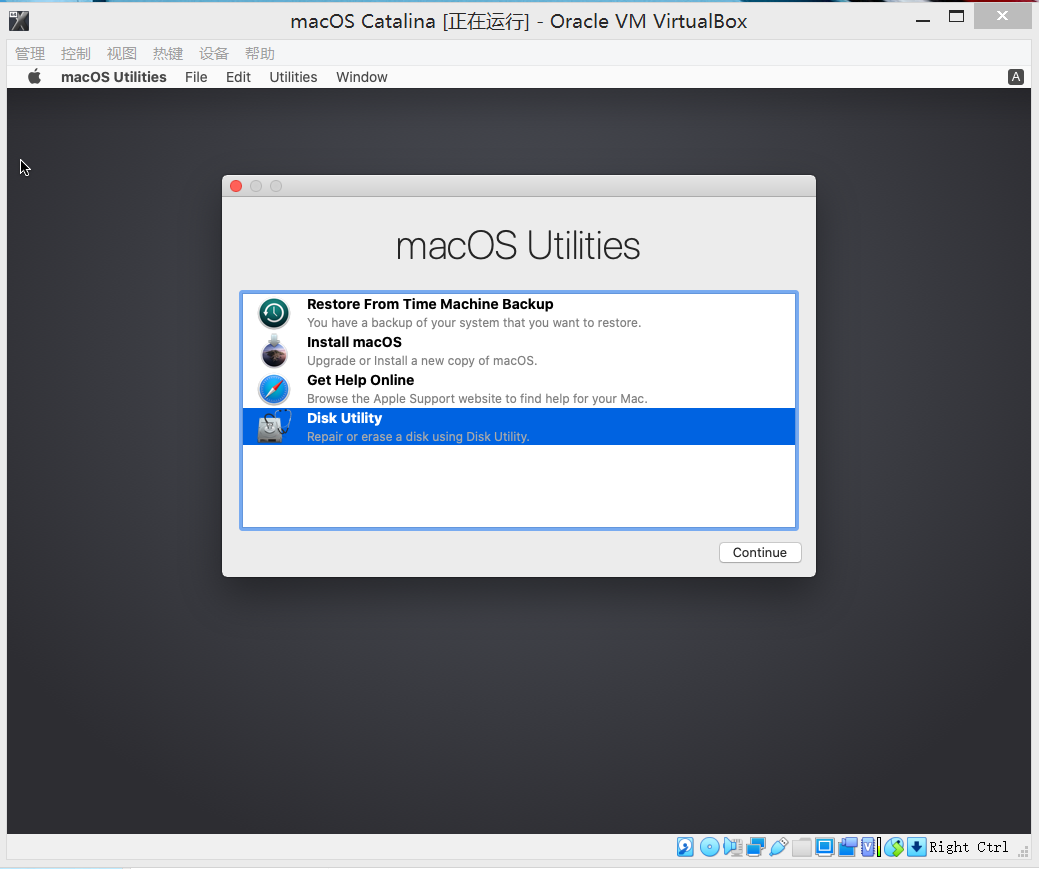 macOS Catalina [正在运行] - Oracle VM VirtualBox
管理 控制 视图 热键 设备 帮助
macOS Utilities File Edit Utilities Window A
macOS Utilities
Restore From Time Machine Backup
You have a backup of your system that you want to restore.
Install macOS
Upgrade or Install a new copy of macOS.
Get Help Online
Browse the Apple Support website to find help for your Mac.
Disk Utility
Repair or erase a disk using Disk Utility.
Continue
Right Ctrl